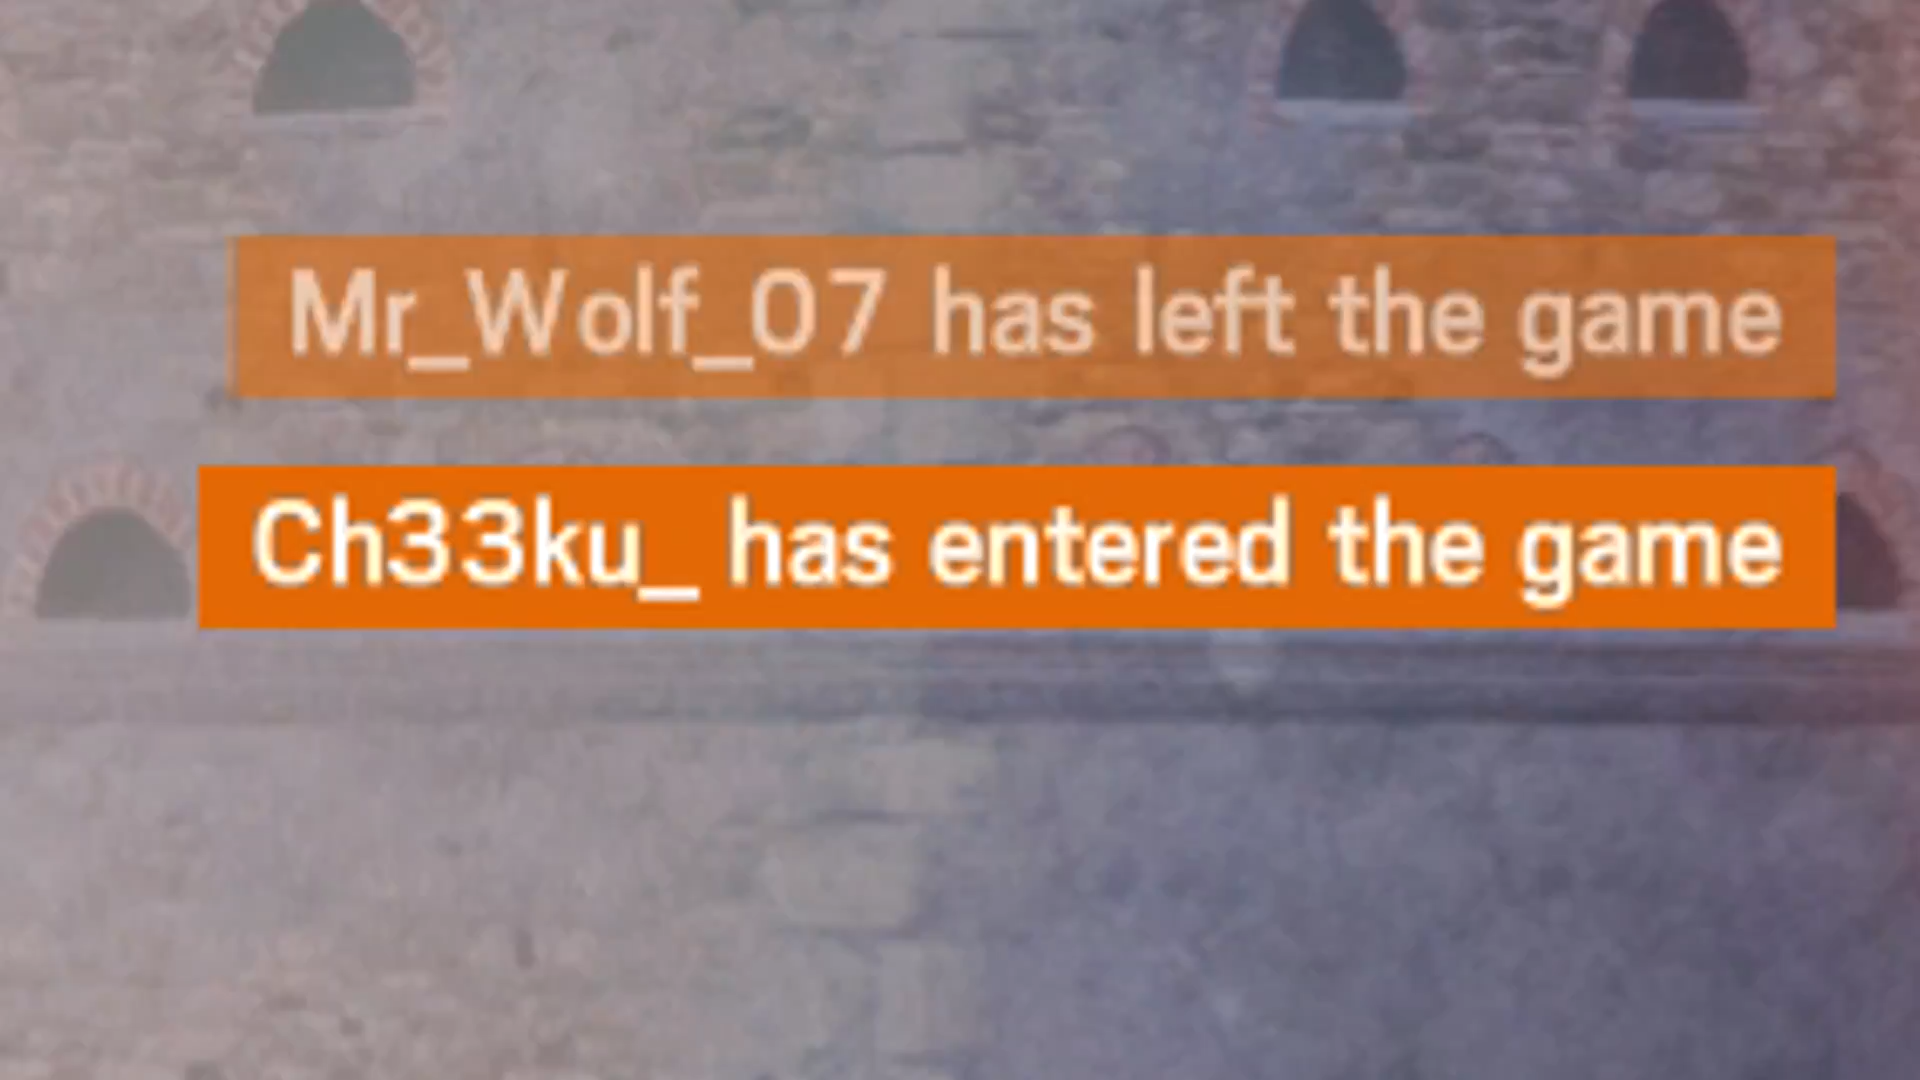 Mr_Wolf_07 has left the game
Ch33ku_ has entered the game